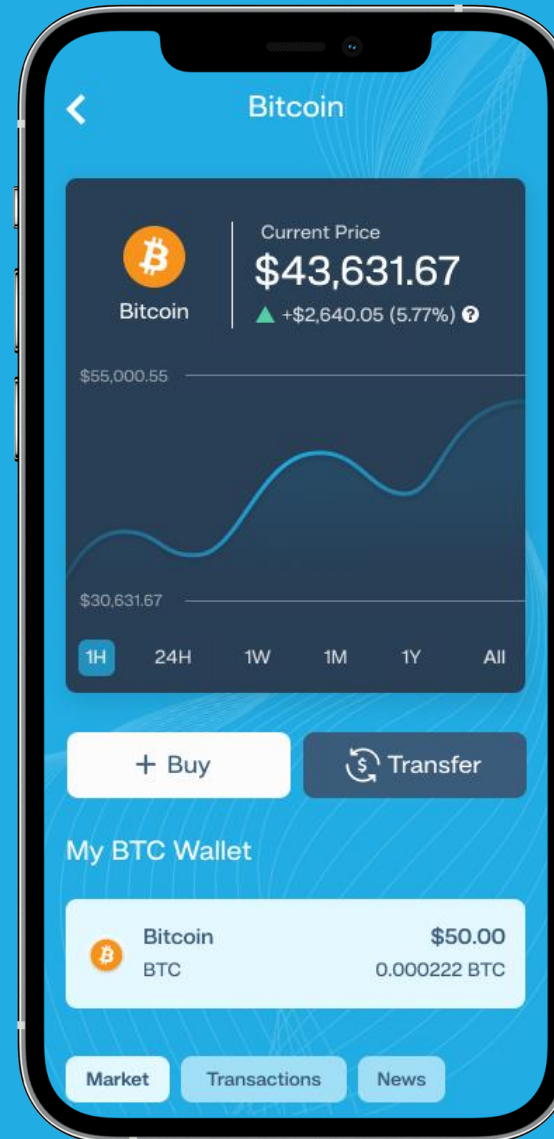 Bitcoin
Current Price
$43,631.67
Bitcoin
+$2,640.05 (5.77%) ?
$55,000.55
$30,631.67
1H 24H 1W 1M 1Y All
+ Buy
$ Transfer
My BTC Wallet
Bitcoin $50.00
BTC 0.000222 BTC
Market Transactions News